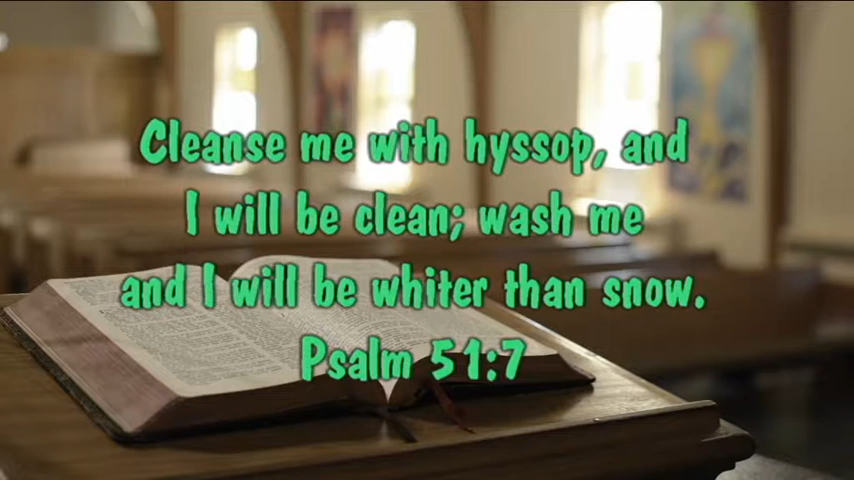 Cleanse me with hyssop, and
I will be clean; wash me
and I will be whiter than snow.
Psalm 51:7